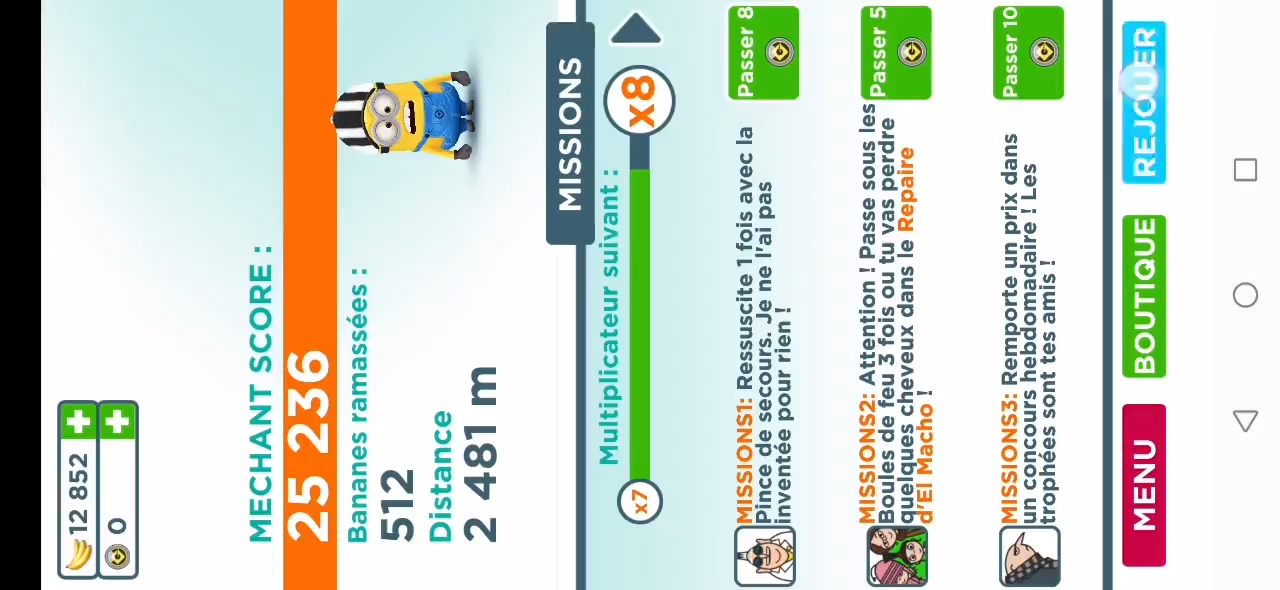 12 852
0
MECHANT SCORE :
25 236
Bananes ramassées :
512
Distance
2 481 m
MISSIONS
Multiplicateur suivant :
x7
x8
MISSIONS1: Ressuscite 1 fois avec la
Pince de secours. Je ne l'ai pas
inventée pour rien !
Passer 8
MISSIONS2: Attention ! Passe sous les
Boules de feu 3 fois ou tu vas perdre
quelques cheveux dans le Repaire
d'El Macho !
Passer 5
MISSIONS3: Remporte un prix dans
un concours hebdomadaire ! Les
trophées sont tes amis !
Passer 10
MENU
BOUTIQUE
REJOUER